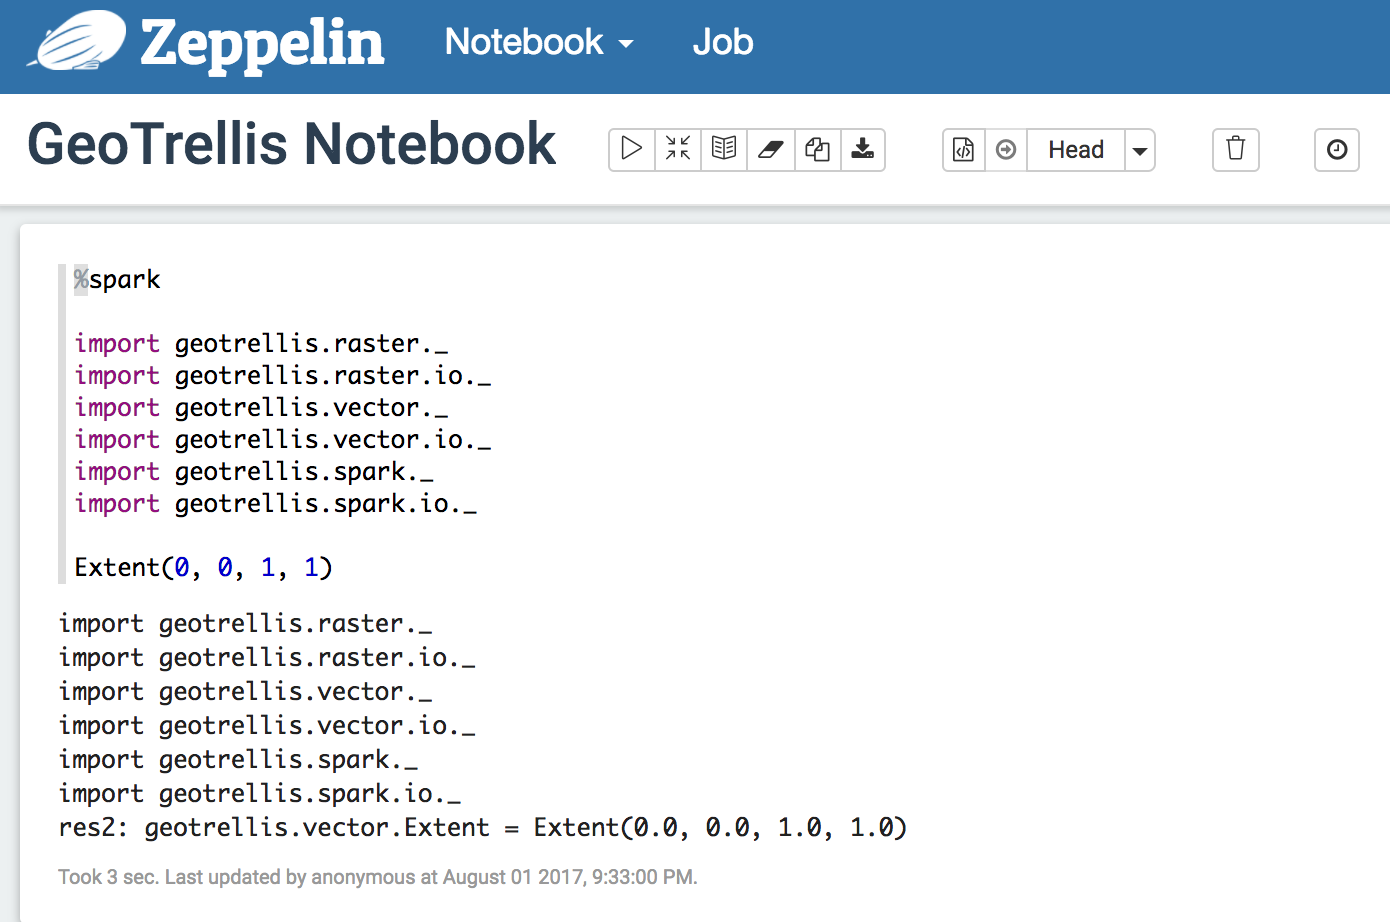 Zeppelin Notebook Job
GeoTrellis Notebook Head
%spark
import geotrellis.raster._
import geotrellis.raster.io._
import geotrellis.vector._
import geotrellis.vector.io._
import geotrellis.spark._
import geotrellis.spark.io._
Extent(0, 0, 1, 1)
import geotrellis.raster._
import geotrellis.raster.io._
import geotrellis.vector._
import geotrellis.vector.io._
import geotrellis.spark._
import geotrellis.spark.io._
res2: geotrellis.vector.Extent = Extent(0.0, 0.0, 1.0, 1.0)
Took 3 sec. Last updated by anonymous at August 01 2017, 9:33:00 PM.